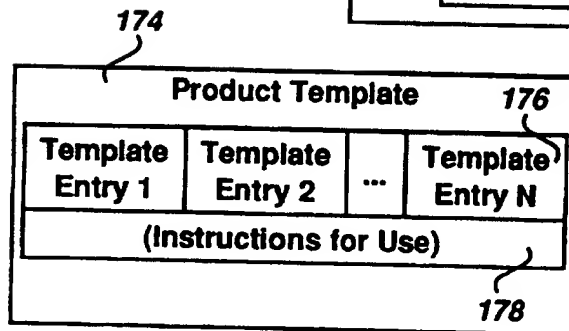 174
Product Template 176
Template Template ... Template
Entry 1 Entry 2 Entry N
(Instructions for Use)
178